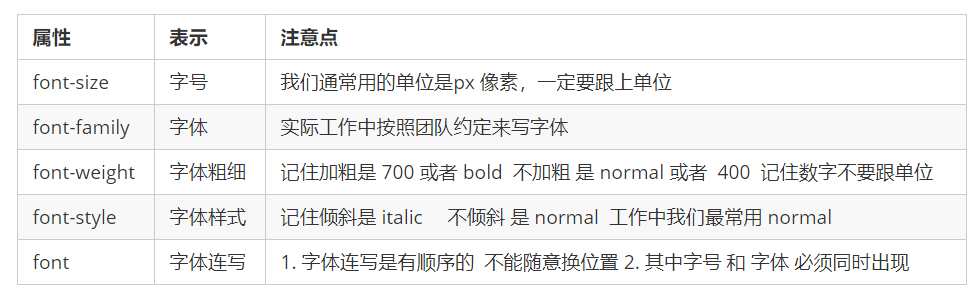 属性 表示 注意点
font-size 字号 我们通常用的单位是px 像素，一定要跟上单位
font-family 字体 实际工作中按照团队约定来写字体
font-weight 字体粗细 记住加粗是 700 或者 bold 不加粗 是 normal 或者 400 记住数字不要跟单位
font-style 字体样式 记住倾斜是 italic 不倾斜 是 normal 工作中我们最常用 normal
font 字体连写 1. 字体连写是有顺序的 不能随意换位置 2. 其中字号 和 字体 必须同时出现